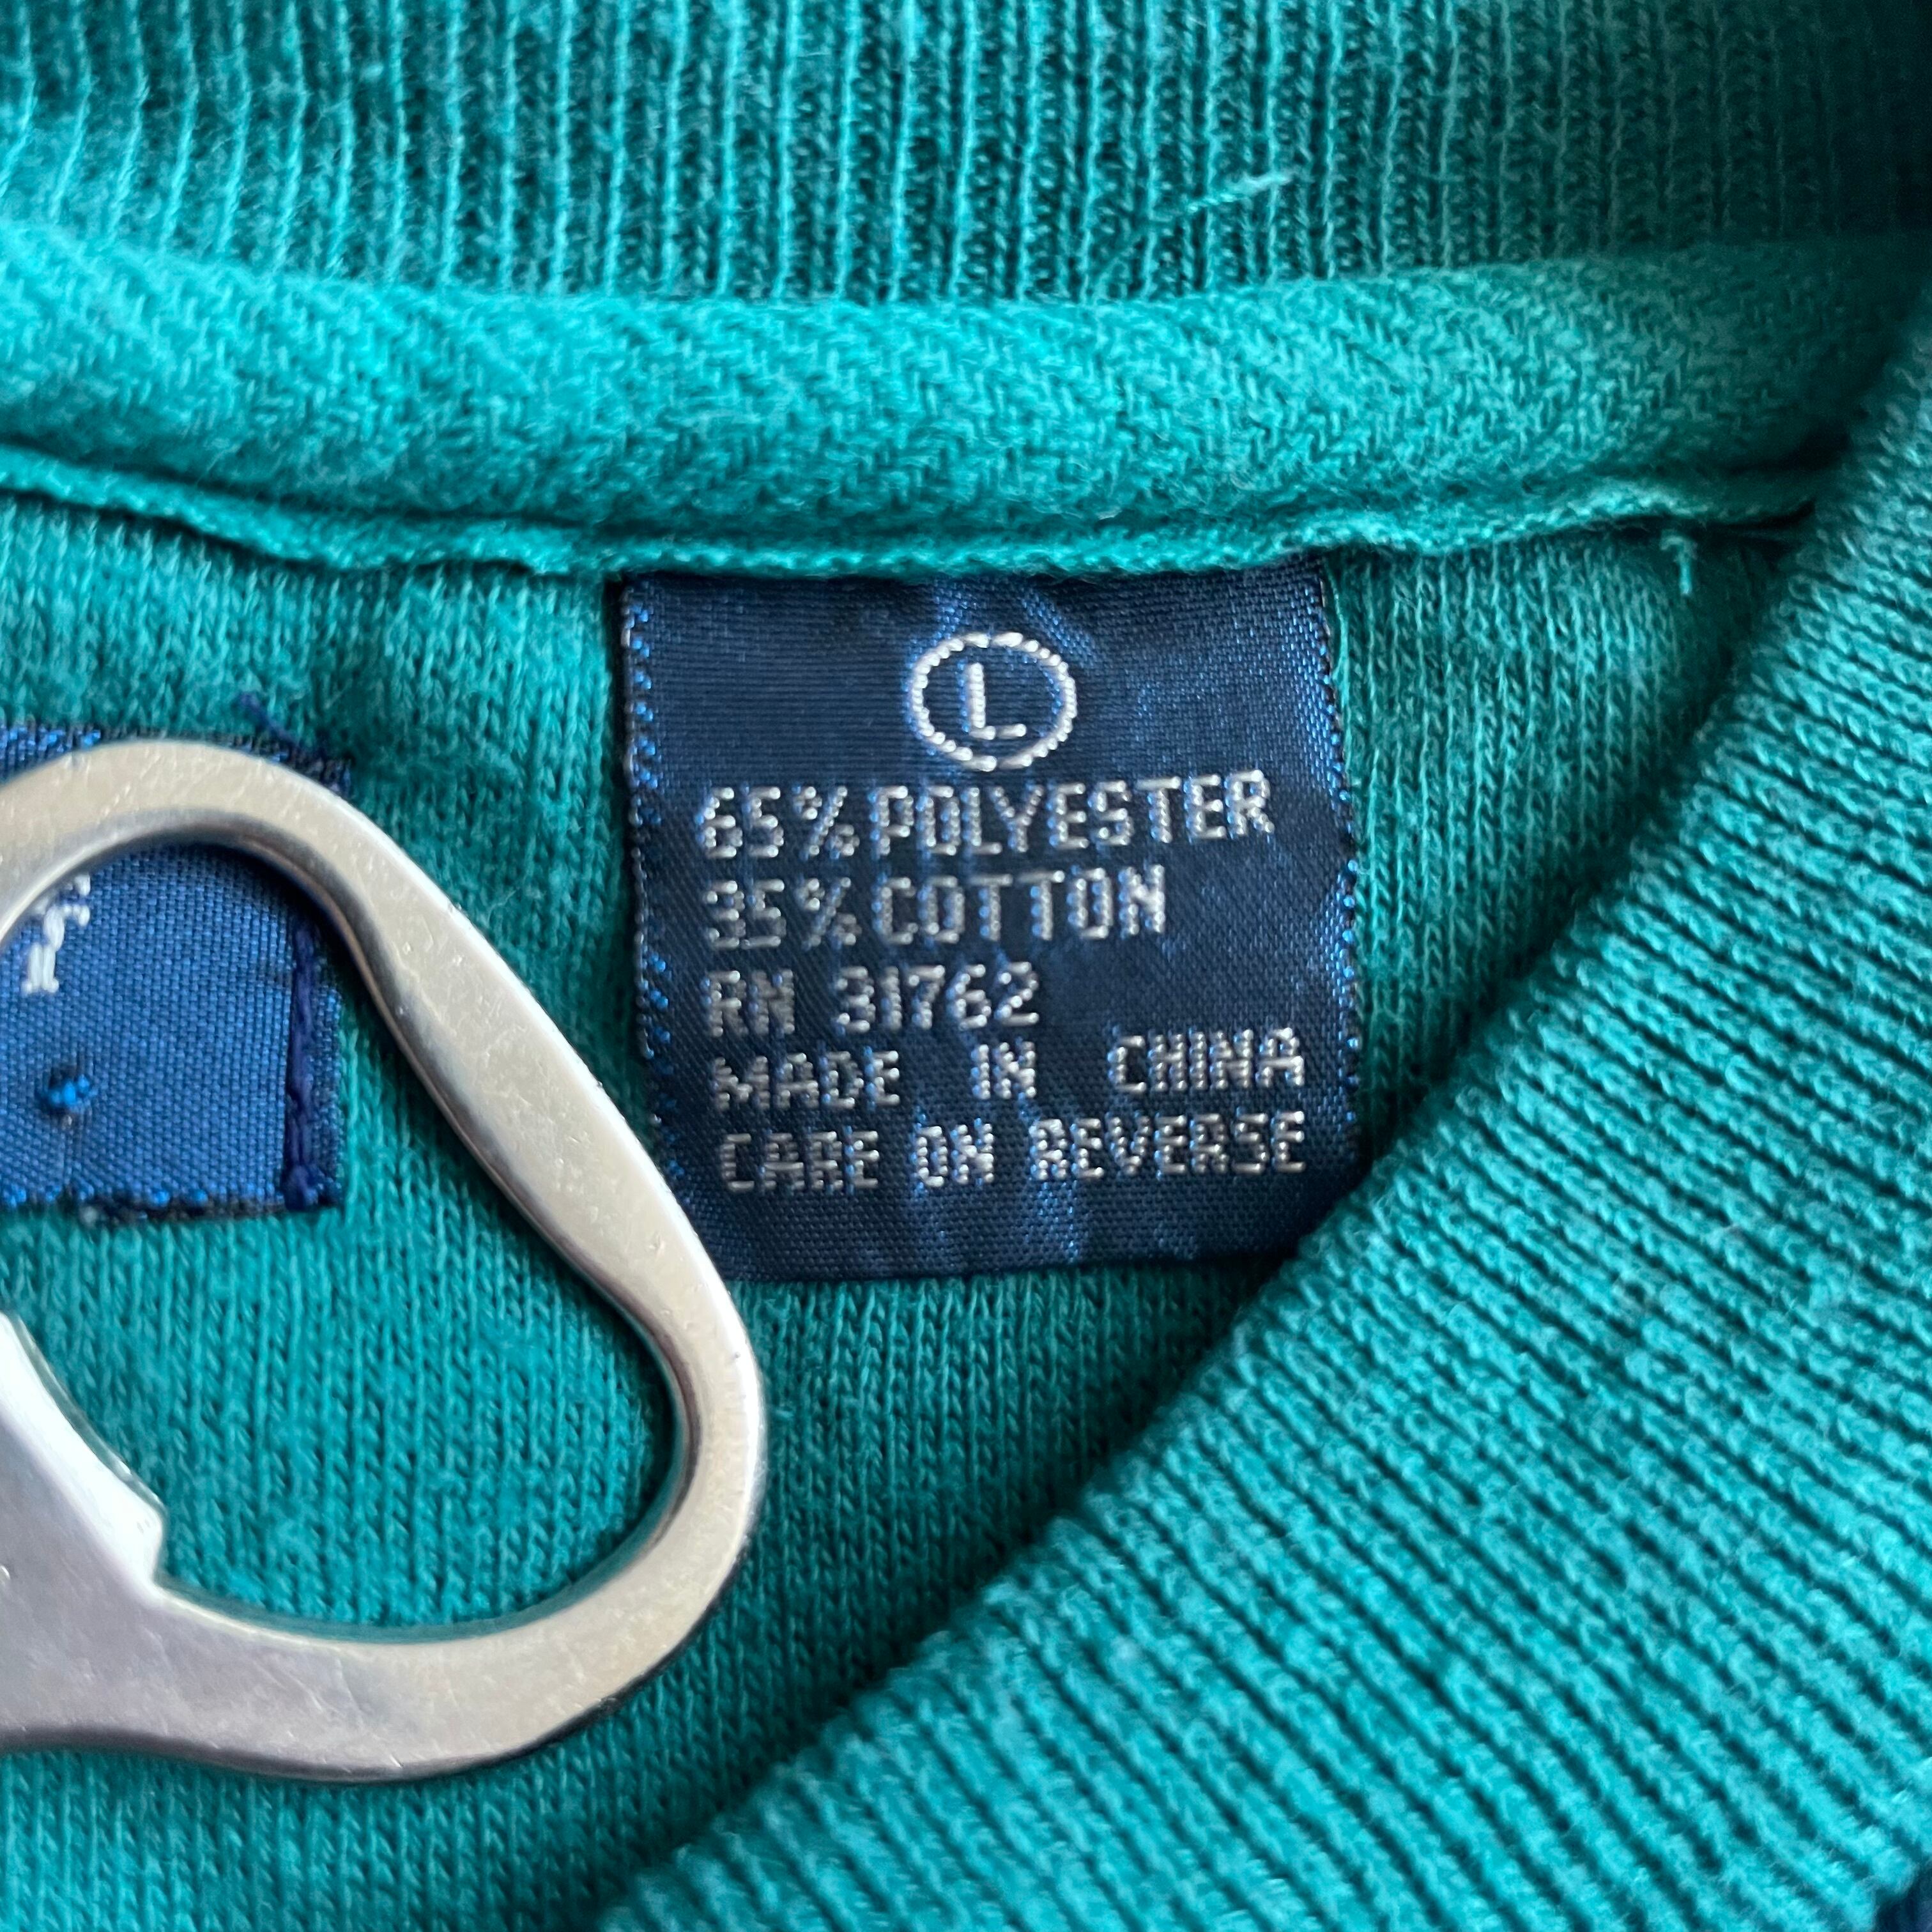 L
65% POLYESTER
35% COTTON
RN 31762
MADE IN CHINA
CARE ON REVERSE